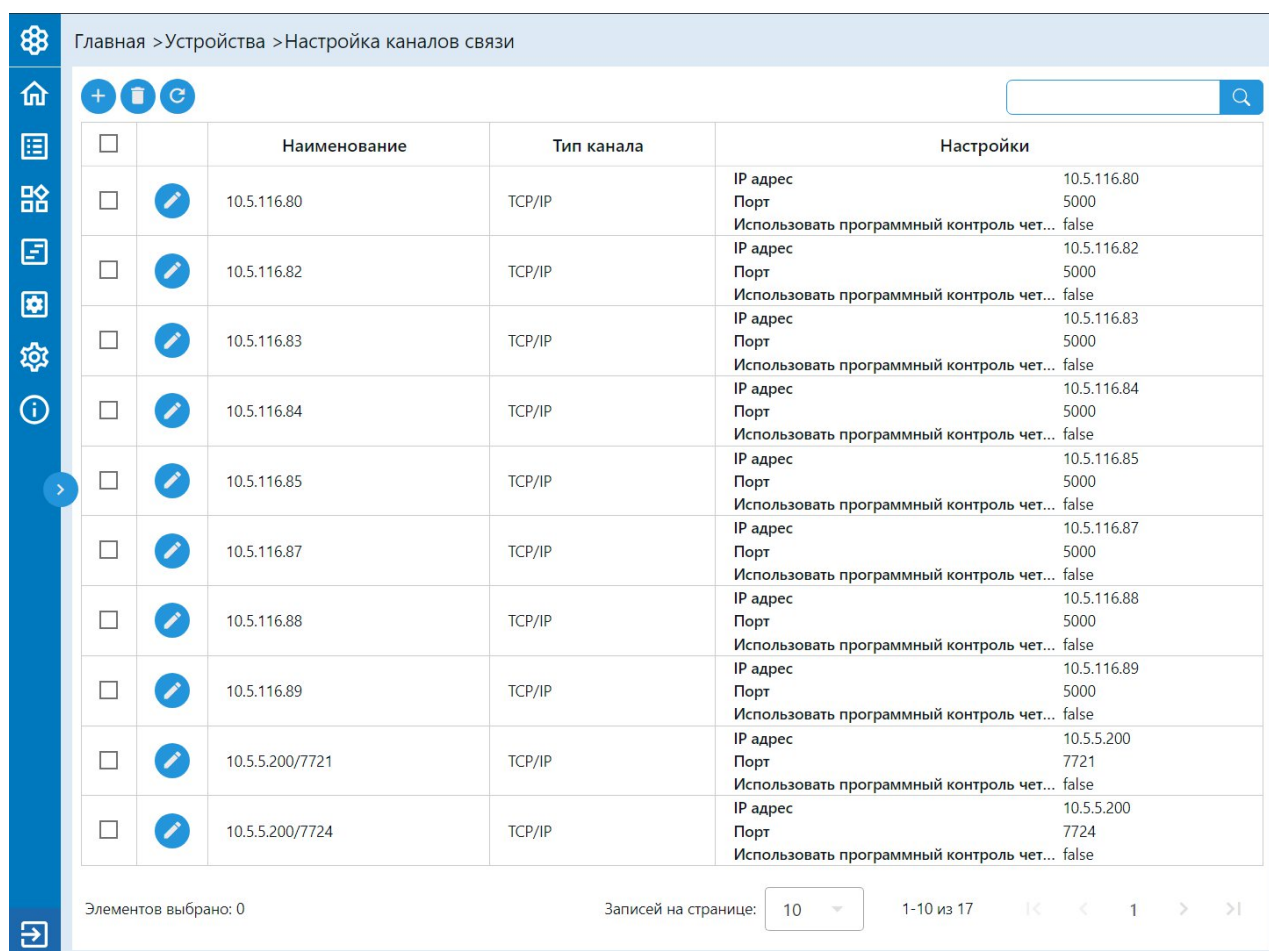 Главная >Устройства >Настройка каналов связи
Наименование Тип канала Настройки
IP адрес 10.5.116.80
10.5.116.80 TCP/IP Порт 5000
Использовать программный контроль чет... false
IP адрес 10.5.116.82
10.5.116.82 TCP/IP Порт 5000
Использовать программный контроль чет... false
IP адрес 10.5.116.83
10.5.116.83 TCP/IP Порт 5000
Использовать программный контроль чет... false
IP адрес 10.5.116.84
10.5.116.84 TCP/IP Порт 5000
Использовать программный контроль чет... false
IP адрес 10.5.116.85
10.5.116.85 TCP/IP Порт 5000
Использовать программный контроль чет... false
IP адрес 10.5.116.87
10.5.116.87 TCP/IP Порт 5000
Использовать программный контроль чет... false
IP адрес 10.5.116.88
10.5.116.88 TCP/IP Порт 5000
Использовать программный контроль чет... false
IP адрес 10.5.116.89
10.5.116.89 TCP/IP Порт 5000
Использовать программный контроль чет... false
IP адрес 10.5.5.200
10.5.5.200/7721 TCP/IP Порт 7721
Использовать программный контроль чет... false
IP адрес 10.5.5.200
10.5.5.200/7724 TCP/IP Порт 7724
Использовать программный контроль чет... false
Элементов выбрано: 0 Записей на странице: 10 1-10 из 17 1